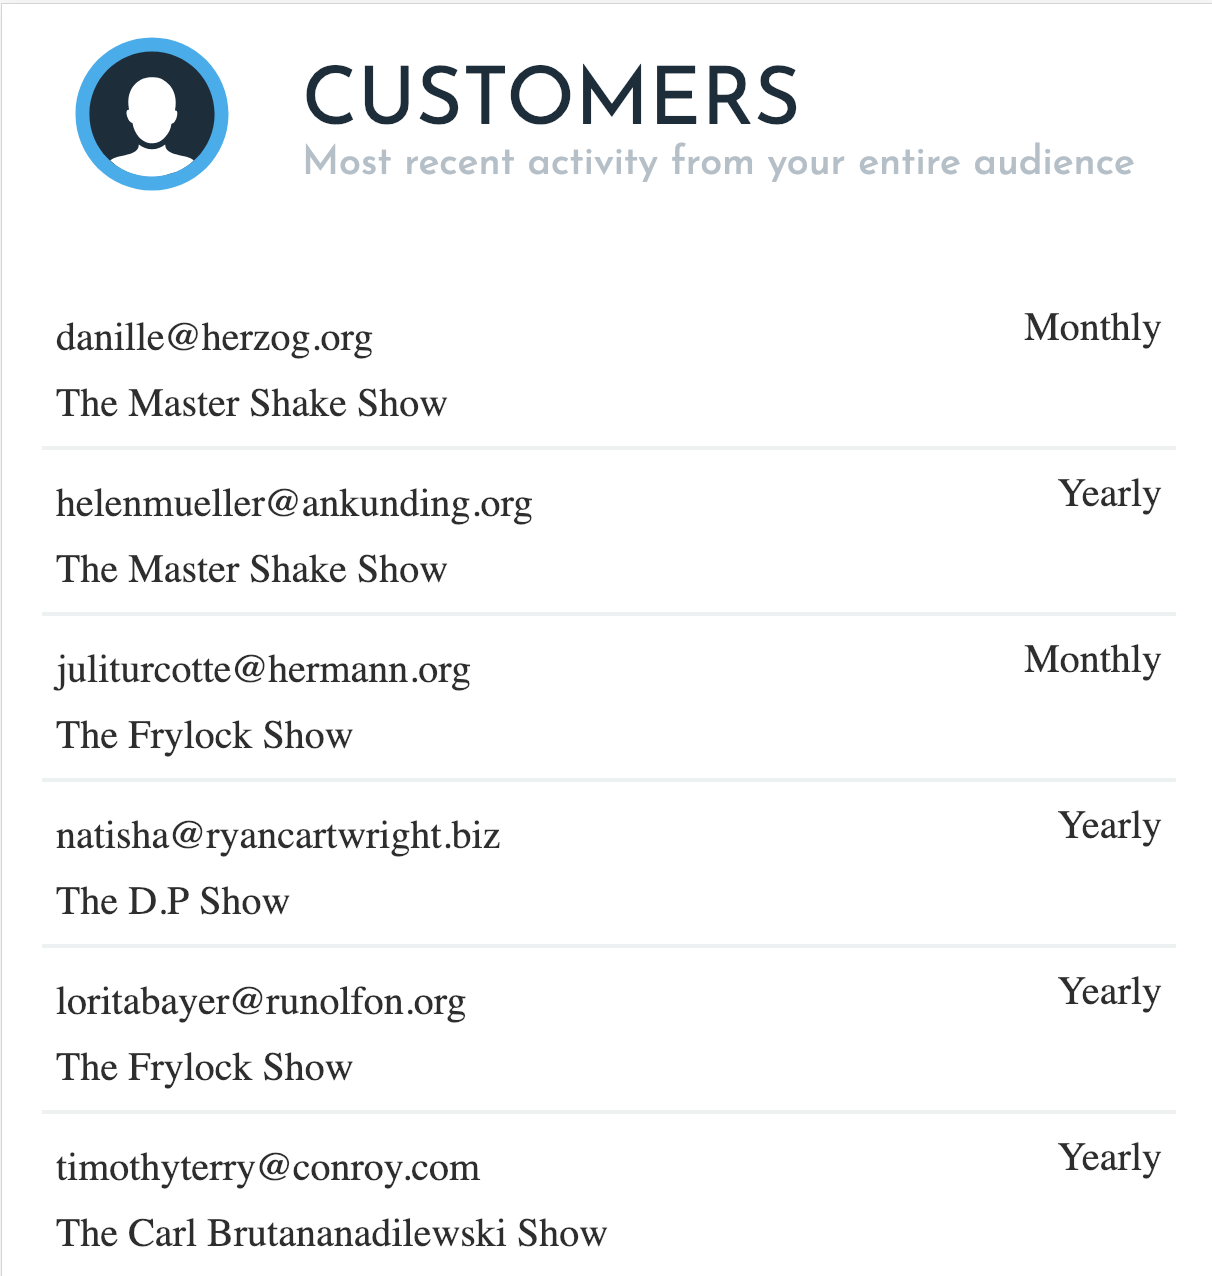 CUSTOMERS
Most recent activity from your entire audience
danille@herzog.org
Monthly
The Master Shake Show
helenmueller@ankunding.org
Yearly
The Master Shake Show
juliturcotte@hermann.org
Monthly
The Frylock Show
natisha@ryancartwright.biz
Yearly
The D.P Show
loritabayer@runolfon.org
Yearly
The Frylock Show
timothyterry@conroy.com
Yearly
The Carl Brutananadilewski Show